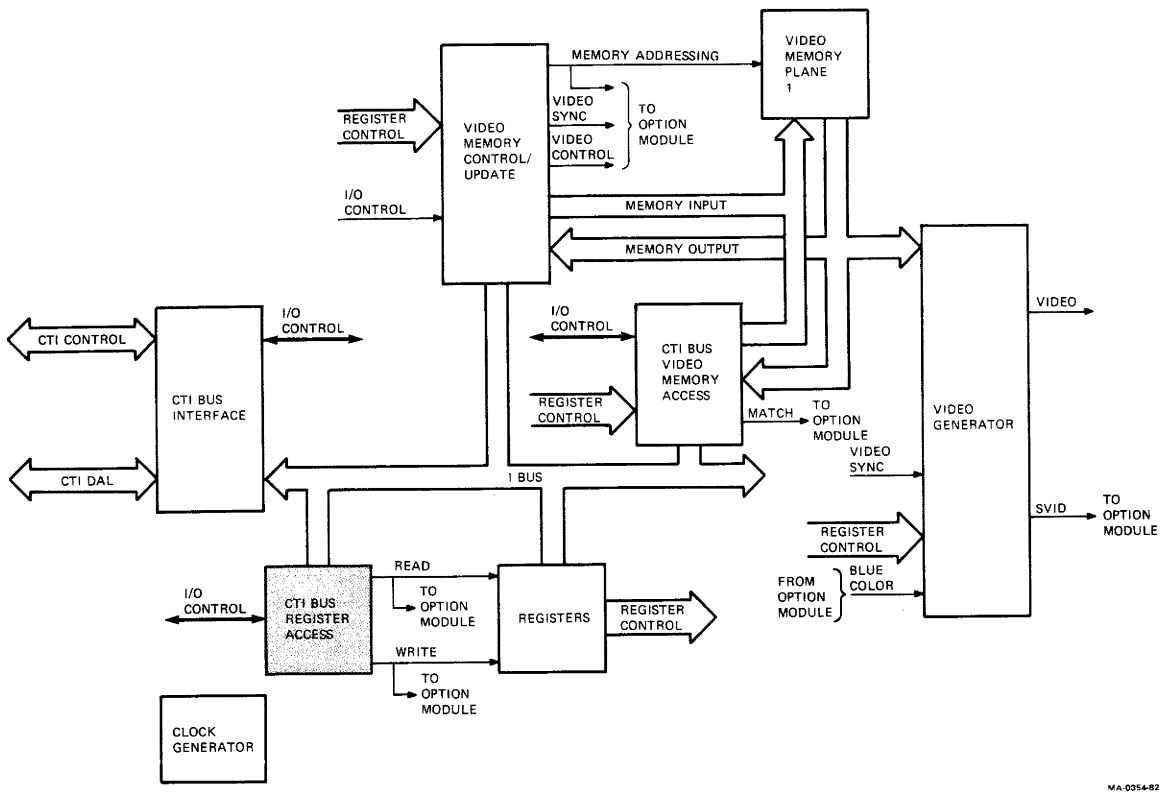 MEMORY ADDRESSING
VIDEO
MEMORY
PLANE
1
VIDEO
SYNC
VIDEO
CONTROL
TO
OPTION
MODULE
REGISTER
CONTROL
VIDEO
MEMORY
CONTROL/
UPDATE
I/O
CONTROL
MEMORY INPUT
MEMORY OUTPUT
CTI CONTROL
I/O
CONTROL
CTI BUS
INTERFACE
CTI DAL
I/O
CONTROL
CTI BUS
VIDEO
MEMORY
ACCESS
REGISTER
CONTROL
MATCH
TO
OPTION
MODULE
VIDEO
GENERATOR
VIDEO
VIDEO
SYNC
SVID
TO
OPTION
MODULE
REGISTER
CONTROL
FROM
OPTION
MODULE
BLUE
COLOR
I BUS
I/O
CONTROL
CTI BUS
REGISTER
ACCESS
READ
TO
OPTION
MODULE
WRITE
TO
OPTION
MODULE
REGISTERS
REGISTER
CONTROL
CLOCK
GENERATOR
MA-0354-82